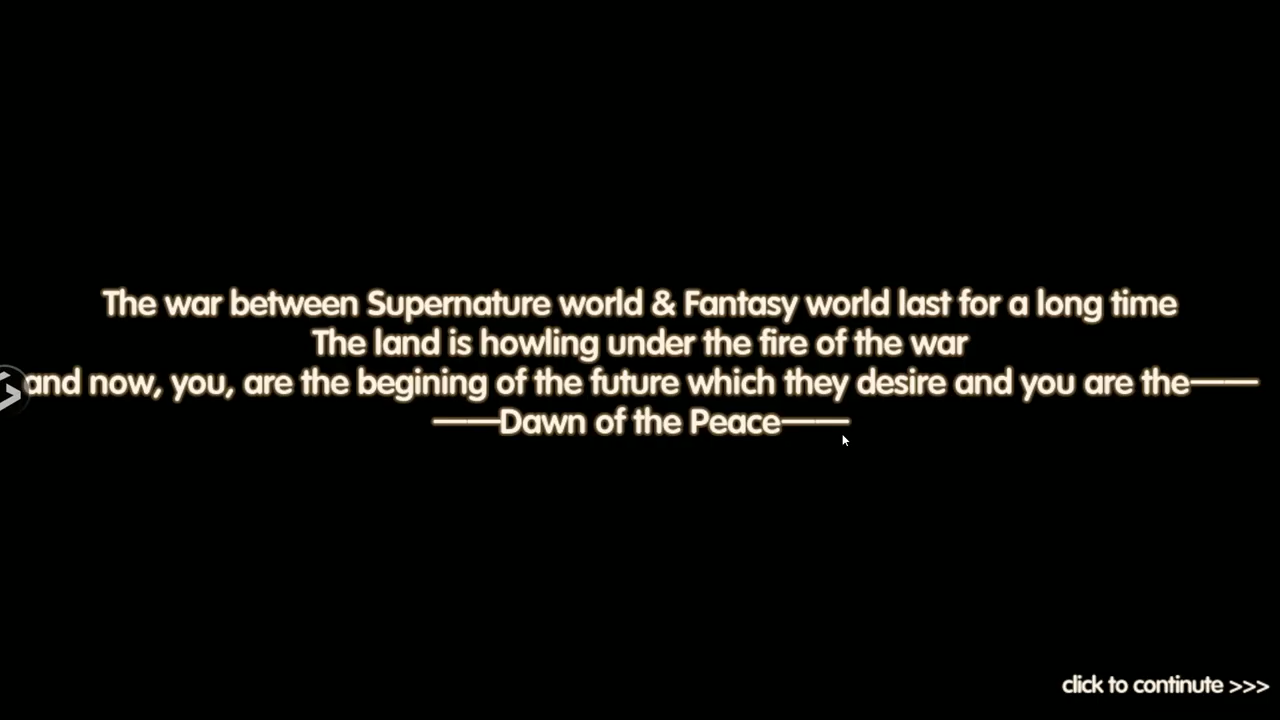 The war between Supernature world & Fantasy world last for a long time
The land is howling under the fire of the war
and now, you, are the begining of the future which they desire and you are the——
——Dawn of the Peace——
click to continute >>>